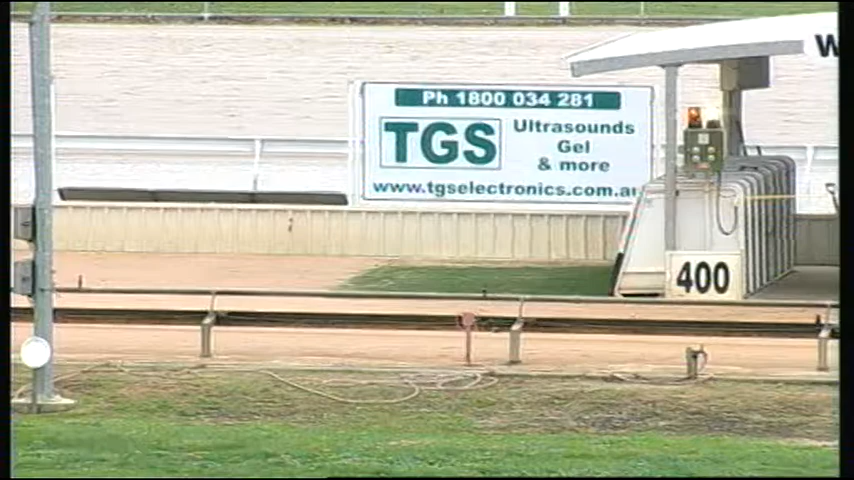 Ph 1800 034 281
TGS
Ultrasounds
Gel
& more
www.tgselectronics.com.au
400
W